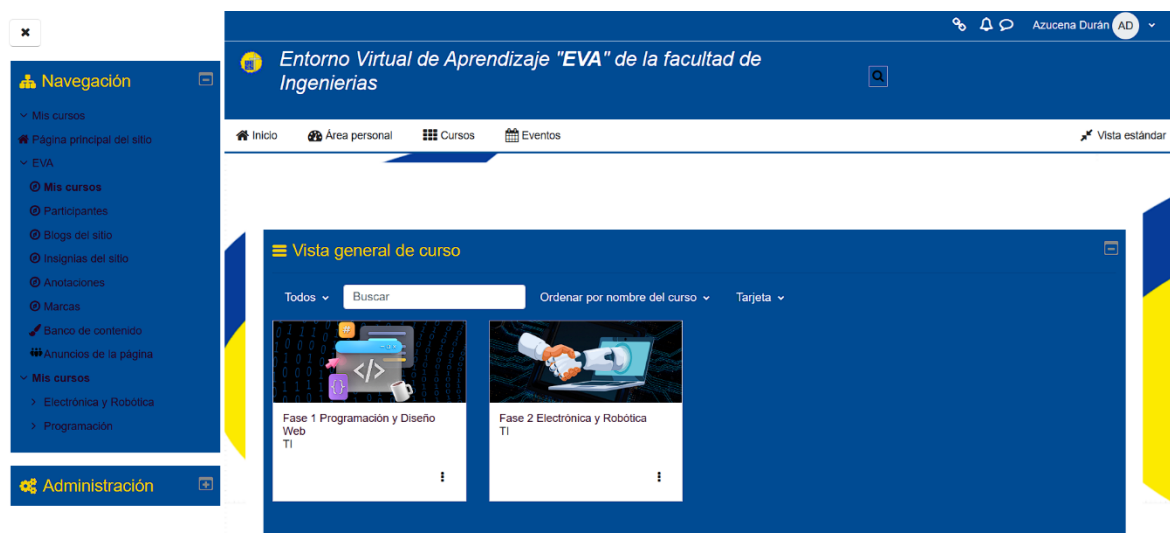 Azucena Durán AD
Entorno Virtual de Aprendizaje "EVA" de la facultad de
Ingenierias
Inicio Área personal Cursos Eventos Vista estándar
Navegación
Mis cursos
Página principal del sitio
EVA
Mis cursos
Participantes
Blogs del sitio
Insignias del sitio
Anotaciones
Marcas
Banco de contenido
Anuncios de la página
Mis cursos
Electrónica y Robótica
Programación
Administración
Vista general de curso
Todos Buscar Ordenar por nombre del curso Tarjeta
#
</>
{}
Fase 1 Programación y Diseño
Web
TI
Fase 2 Electrónica y Robótica
TI